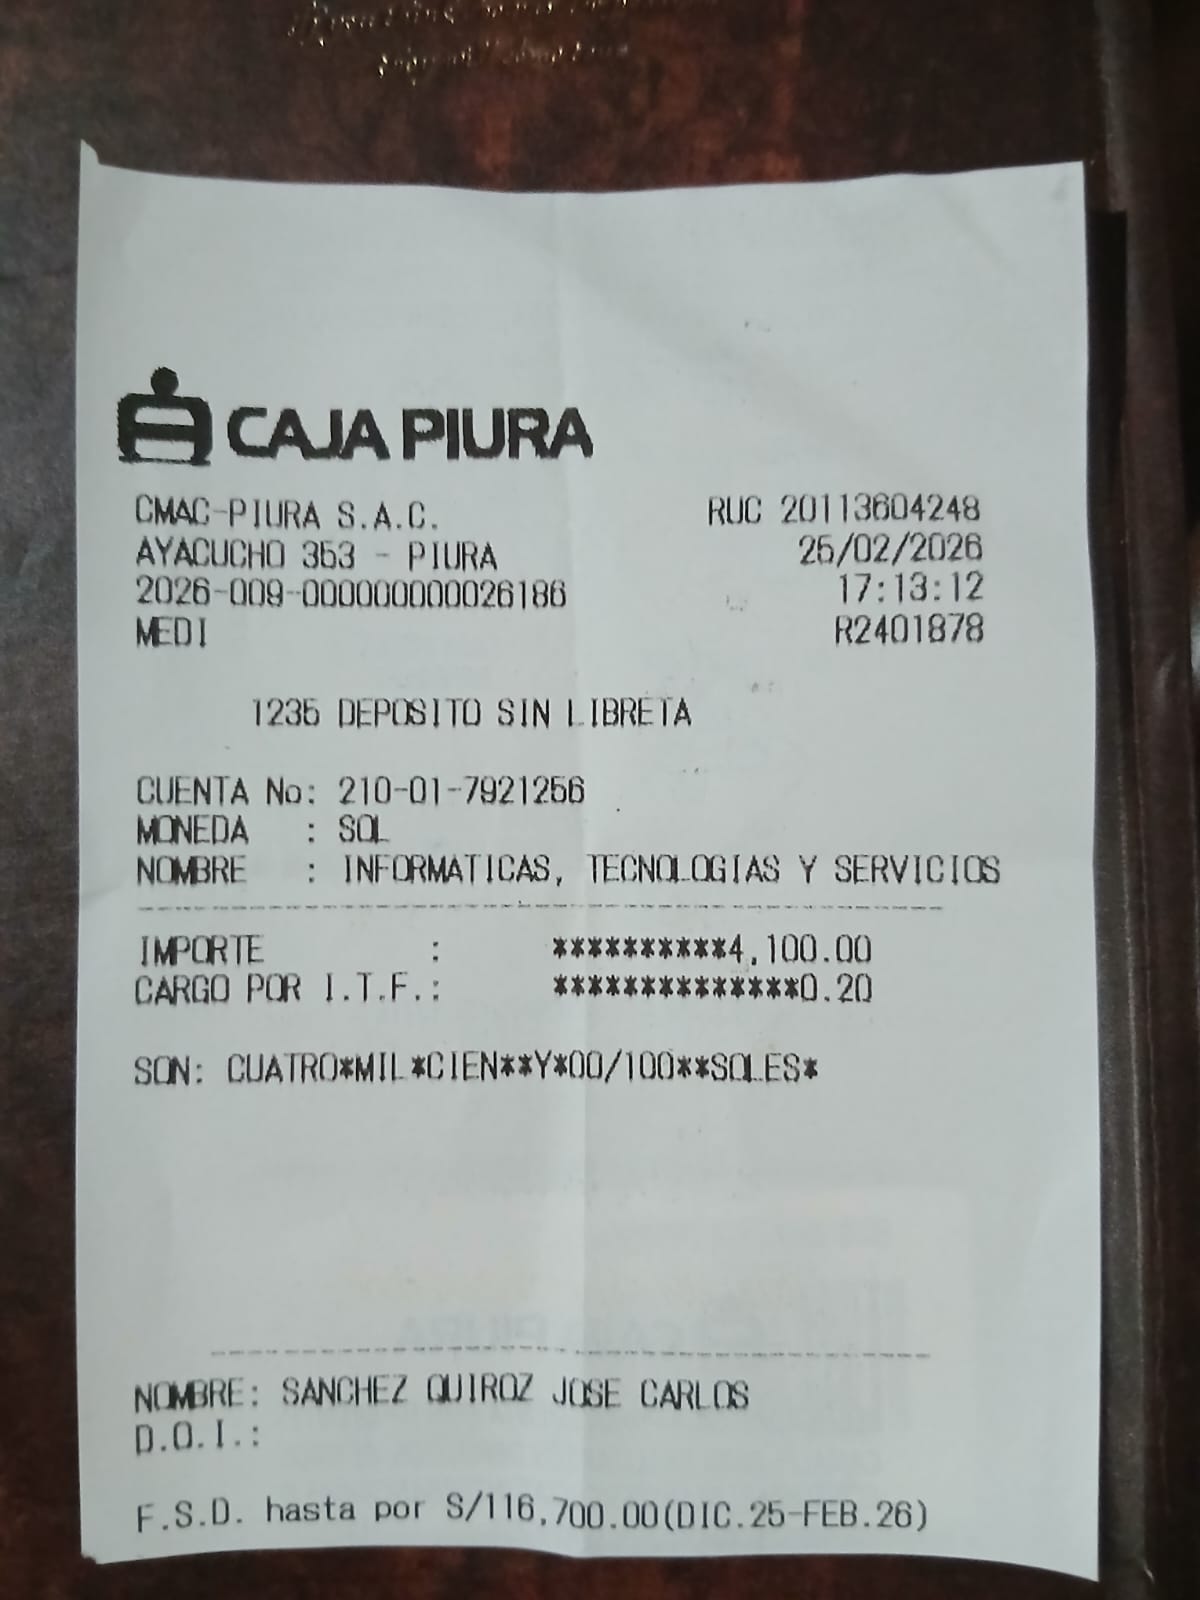 CAJA PIURA
CMAC-PIURA S.A.C. RUC 20113604248
AYACUCHO 353 - PIURA 25/02/2026
2026-009-000000000026186 17:13:12
MEDI R2401878
1235 DEPOSITO SIN LIBRETA
CUENTA No: 210-01-7921256
MONEDA : SOL
NOMBRE : INFORMATICAS, TECNOLOGIAS Y SERVICIOS
IMPORTE : **********4,100.00
CARGO POR I.T.F.: **************0.20
SON: CUATRO*MIL*CIEN**Y*00/100**SOLES*
NOMBRE: SANCHEZ QUIROZ JOSE CARLOS
D.O.I.:
F.S.D. hasta por S/116,700.00(DIC.25-FEB.26)